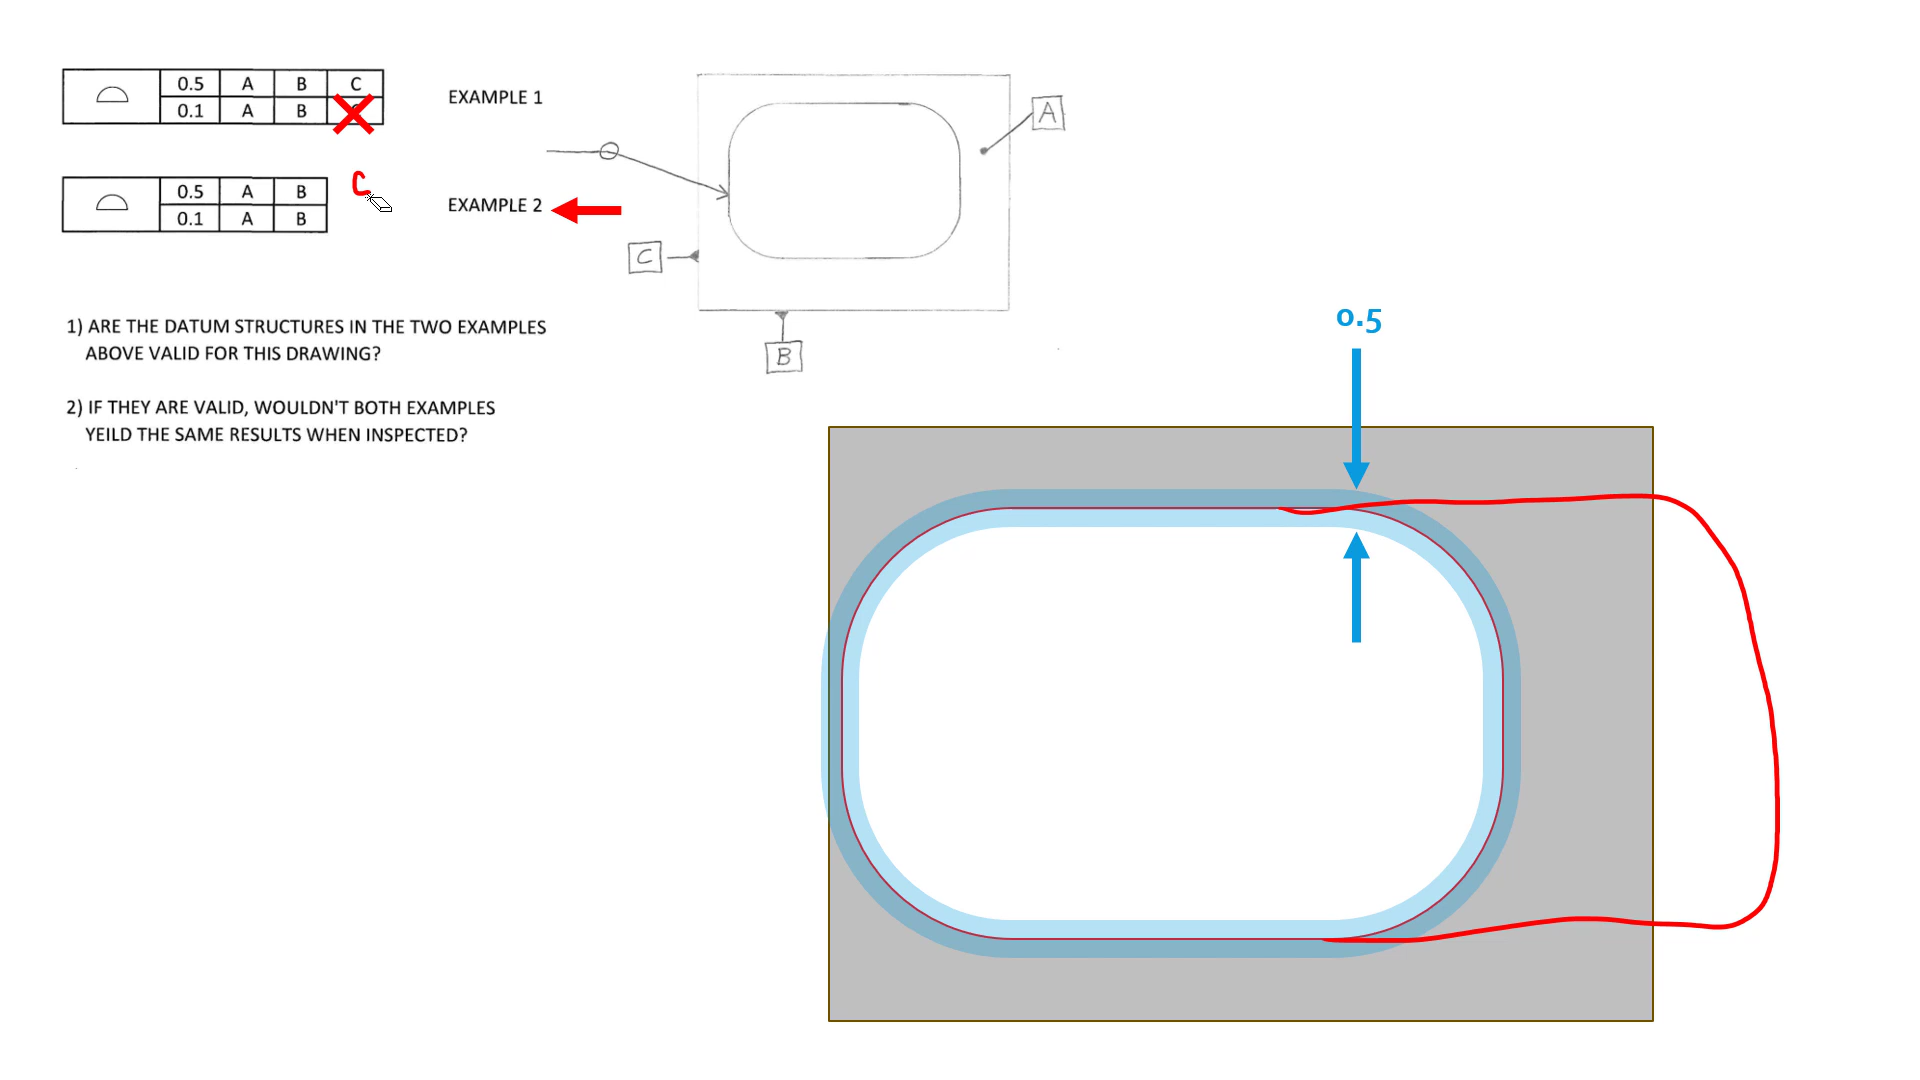 0.5 A B C
0.1 A B
EXAMPLE 1
A
0.5 A B C
0.1 A B
EXAMPLE 2
C
B
1) ARE THE DATUM STRUCTURES IN THE TWO EXAMPLES
ABOVE VALID FOR THIS DRAWING?
2) IF THEY ARE VALID, WOULDN'T BOTH EXAMPLES
YEILD THE SAME RESULTS WHEN INSPECTED?
0.5